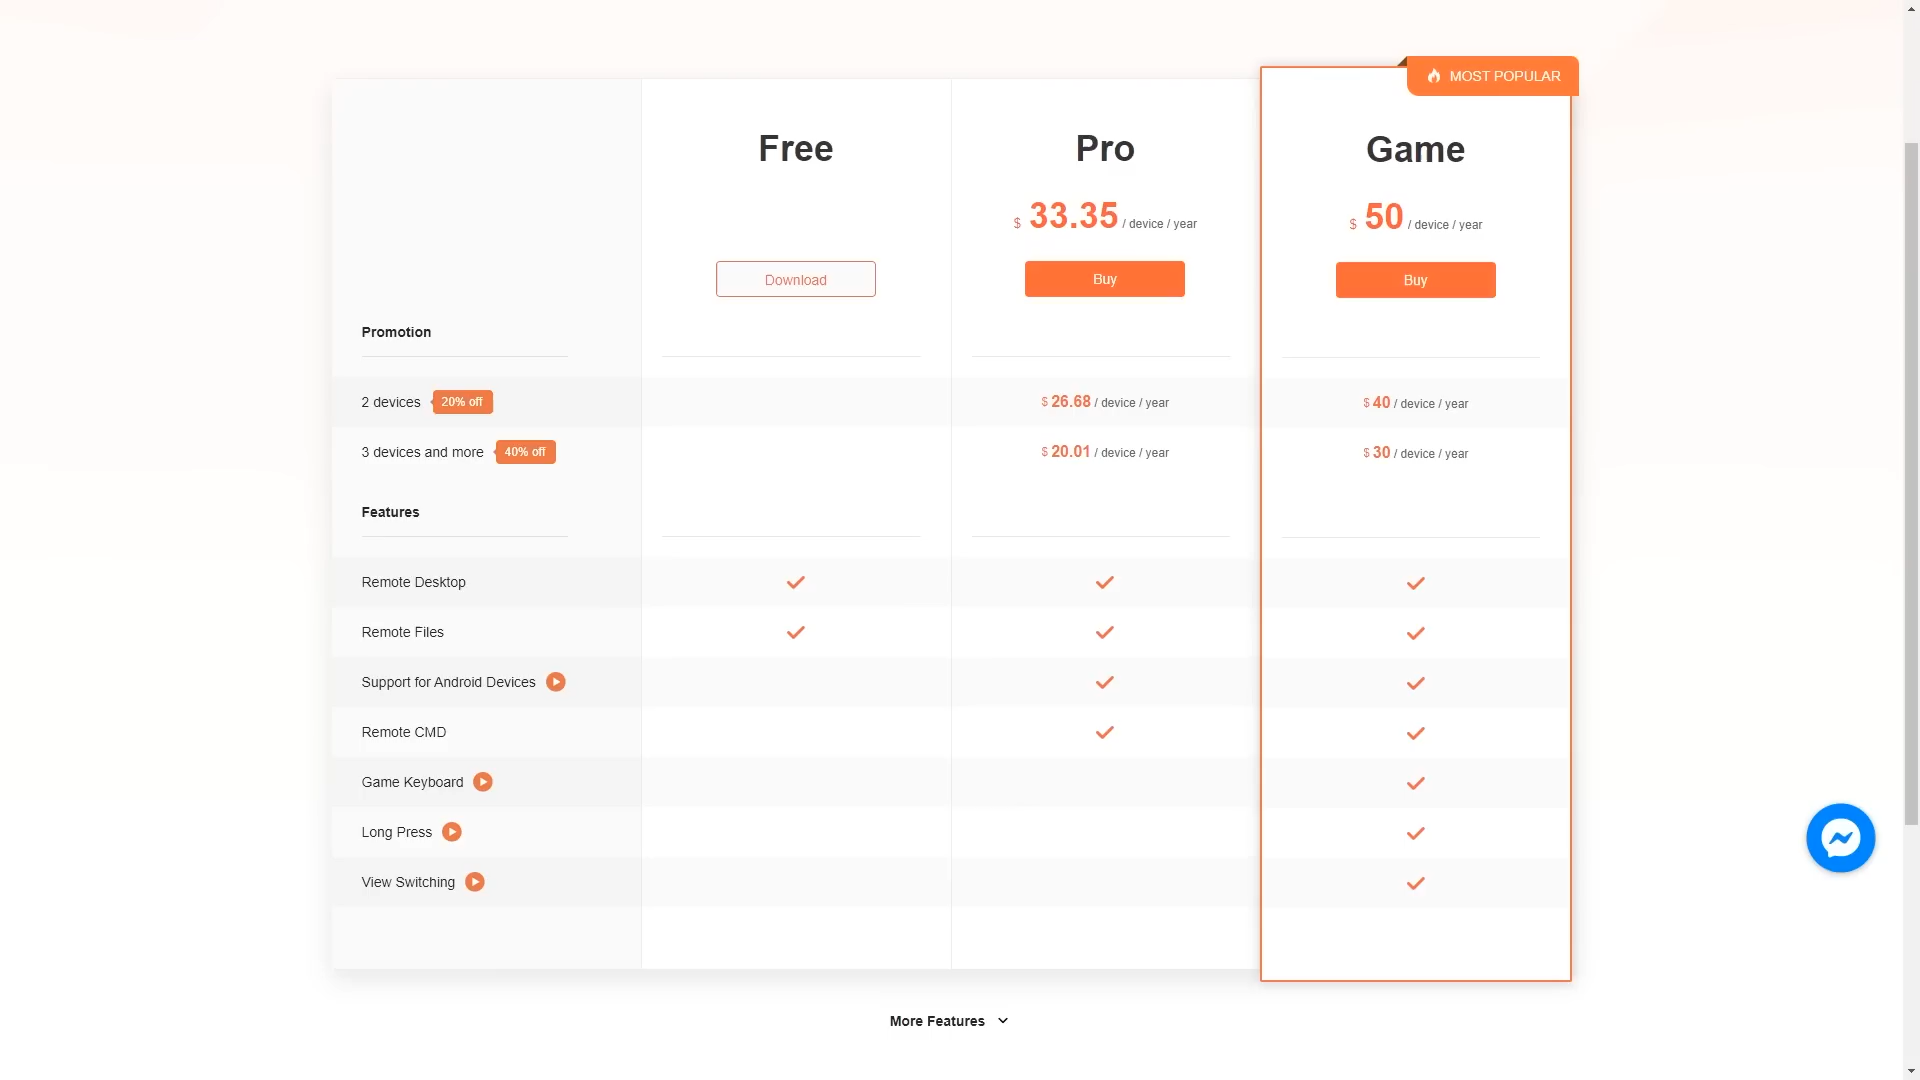 MOST POPULAR
Free
Pro
Game
$ 33.35 / device / year
$ 50 / device / year
Download
Buy
Buy
Promotion
2 devices 20% off $ 26.68 / device / year $ 40 / device / year
3 devices and more 40% off $ 20.01 / device / year $ 30 / device / year
Features
Remote Desktop
Remote Files
Support for Android Devices
Remote CMD
Game Keyboard
Long Press
View Switching
More Features